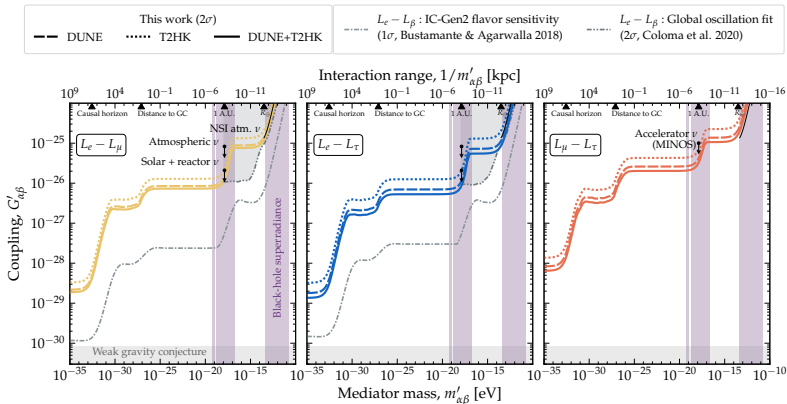 This work (2σ)
DUNE T2HK DUNE+T2HK
L_e − L_β : IC-Gen2 flavor sensitivity
(1σ, Bustamante & Agarwalla 2018)
L_e − L_β : Global oscillation fit
(2σ, Coloma et al. 2020)
Interaction range, 1/m′_αβ [kpc]
10^9 10^4 10^−1 10^−6 10^−11 10^9 10^4 10^−1 10^−6 10^−11 10^9 10^4 10^−1 10^−6 10^−11 10^−16
Causal horizon Distance to GC 1 A.U.
Causal horizon Distance to GC 1 A.U.
Causal horizon Distance to GC 1 A.U.
L_e − L_μ
NSI atm. ν
Atmospheric ν
Solar + reactor ν
Black-hole superradiance
Weak gravity conjecture
L_e − L_τ
L_μ − L_τ
Accelerator ν
(MINOS)
Coupling, G′_αβ
10^−25
10^−26
10^−27
10^−28
10^−29
10^−30
10^−35 10^−30 10^−25 10^−20 10^−15 10^−35 10^−30 10^−25 10^−20 10^−15 10^−35 10^−30 10^−25 10^−20 10^−15 10^−10
Mediator mass, m′_αβ [eV]